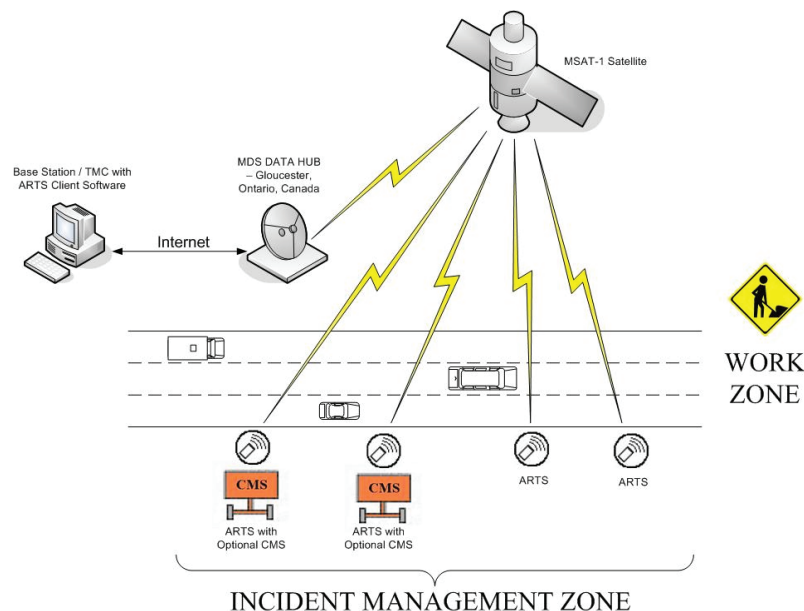 MSAT-1 Satellite
MDS DATA HUB
– Gloucester,
Ontario, Canada
Base Station / TMC with
ARTS Client Software
Internet
WORK
ZONE
CMS
CMS
ARTS
ARTS
ARTS with
Optional CMS
ARTS with
Optional CMS
INCIDENT MANAGEMENT ZONE